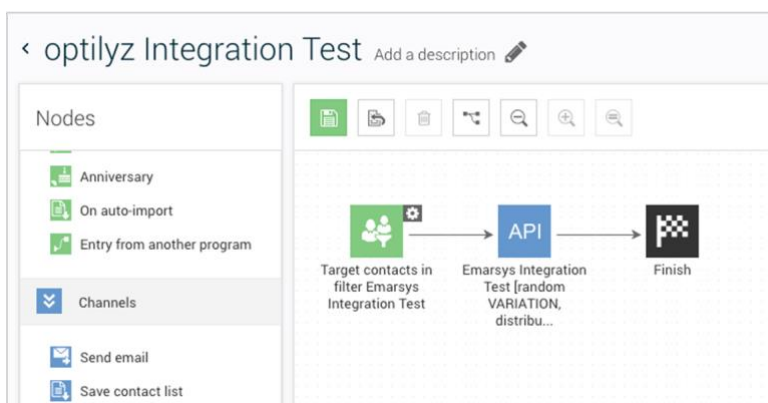 optilyz Integration Test Add a description
Nodes
Anniversary
On auto-import
Entry from another program
Channels
Send email
Save contact list
API
Target contacts in
filter Emarsys
Integration Test
Emarsys Integration
Test [random
VARIATION,
distribu...
Finish